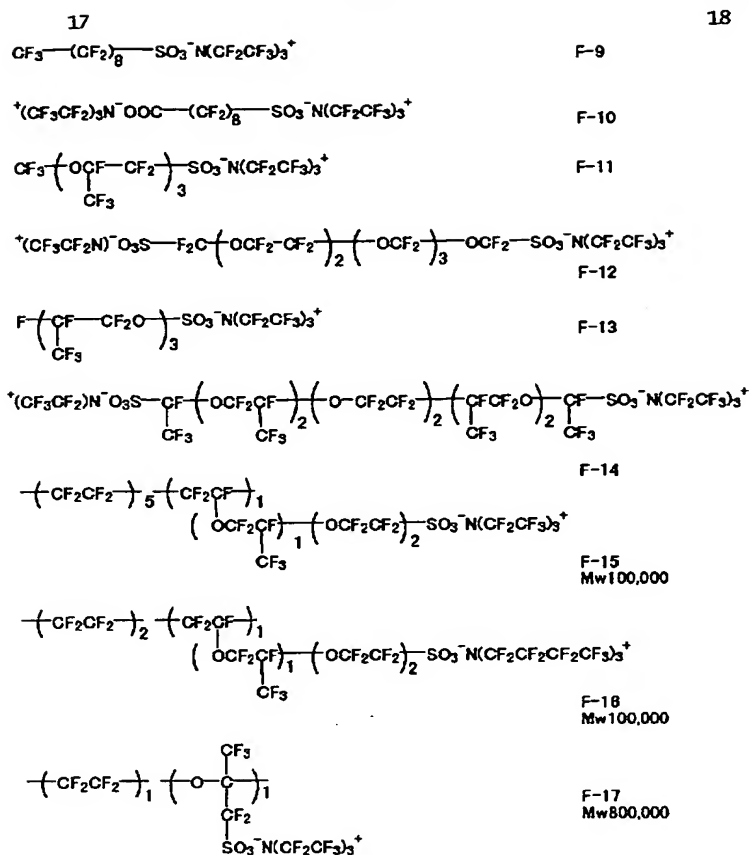 17 18
CF₃—(CF₂)₈—SO₃⁻N(CF₂CF₃)₃⁺ F-9
⁺(CF₃CF₂)₃N⁻OOC—(CF₂)₈—SO₃⁻N(CF₂CF₃)₃⁺ F-10
CF₃—(OCF—CF₂)₃—SO₃⁻N(CF₂CF₃)₃⁺ F-11
CF₃
⁺(CF₃CF₂N)⁻O₃S—F₂C—(OCF₂—CF₂)₂—(OCF₂)₃—OCF₂—SO₃⁻N(CF₂CF₃)₃⁺
F-12
F—(CF—CF₂O)₃—SO₃⁻N(CF₂CF₃)₃⁺ F-13
CF₃
⁺(CF₃CF₂)N⁻O₃S—CF—(OCF₂CF)₂—(O—CF₂CF₂)₂—(CFCF₂O)₂—CF—SO₃⁻N(CF₂CF₃)₃⁺
CF₃ CF₃ CF₃ CF₃
F-14
—(CF₂CF₂)₅—(CF₂CF)₁
(OCF₂CF)₁—(OCF₂CF₂)₂—SO₃⁻N(CF₂CF₃)₃⁺
CF₃
F-15
Mw100,000
—(CF₂CF₂)₂—(CF₂CF)₁
(OCF₂CF)₁—(OCF₂CF₂)₂—SO₃⁻N(CF₂CF₂CF₂CF₃)₃⁺
CF₃
F-16
Mw100,000
CF₃
—(CF₂CF₂)₁—(O—C)₁ F-17
CF₂ Mw800,000
SO₃⁻N(CF₂CF₃)₃⁺